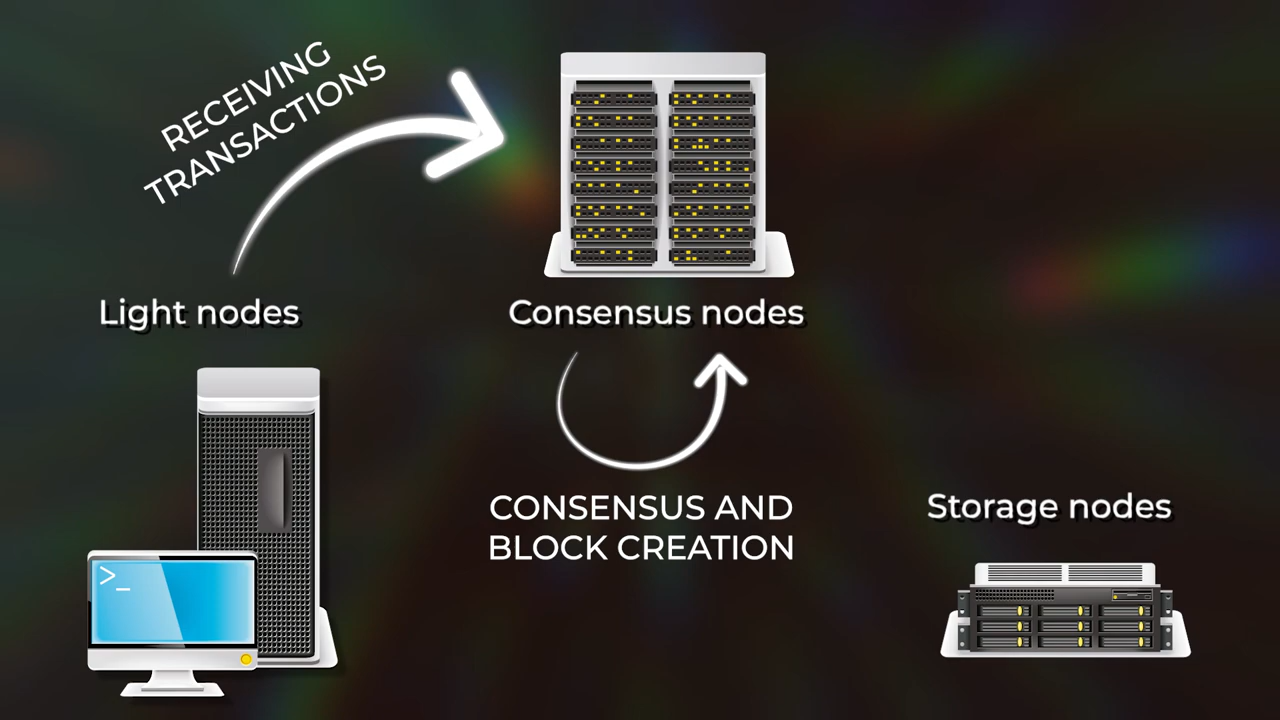 RECEIVING
TRANSACTIONS
Light nodes
Consensus nodes
CONSENSUS AND
BLOCK CREATION
Storage nodes
>_